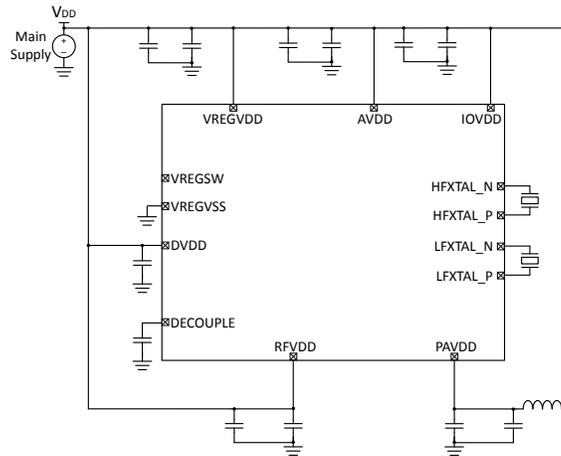 VDD
Main
Supply
+
−
VREGVDD
AVDD
IOVDD
VREGSW
HFXTAL_N
VREGVSS
HFXTAL_P
DVDD
LFXTAL_N
LFXTAL_P
DECOUPLE
RFVDD
PAVDD